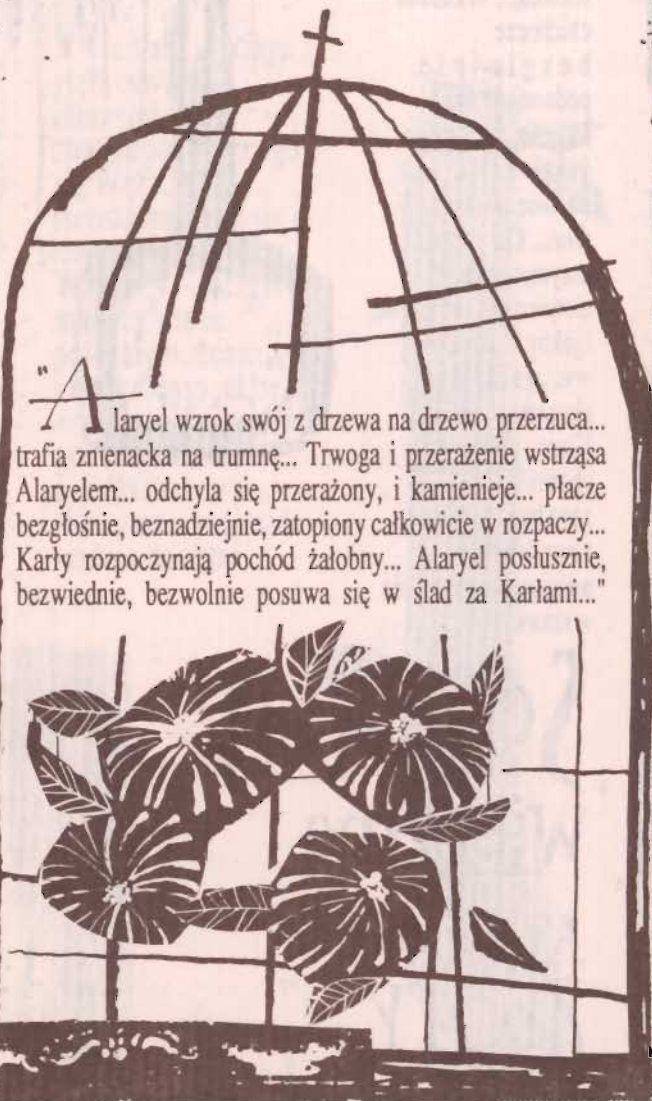 "Alaryel wzrok swój z drzewa na drzewo przerzuca...
trafia znienacka na trumnę... Trwoga i przerażenie wstrząsa
Alaryelem... odchyla się przerażony, i kamienieje... płacze
bezgłośnie, beznadziejnie, zatopiony całkowicie w rozpaczy...
Karły rozpoczynają pochód żałobny... Alaryel posłusznie,
bezwiednie, bezwolnie posuwa się w ślad za Karłami..."